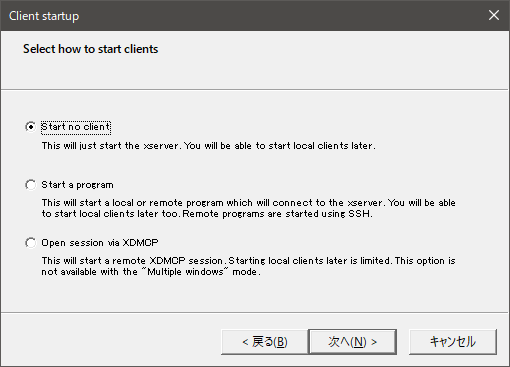 Client startup
Select how to start clients
Start no client
This will just start the xserver. You will be able to start local clients later.
Start a program
This will start a local or remote program which will connect to the xserver. You will be able
to start local clients later too. Remote programs are started using SSH.
Open session via XDMCP
This will start a remote XDMCP session. Starting local clients later is limited. This option is
not available with the "Multiple windows" mode.
< 戻る(B) 次へ(N) > キャンセル